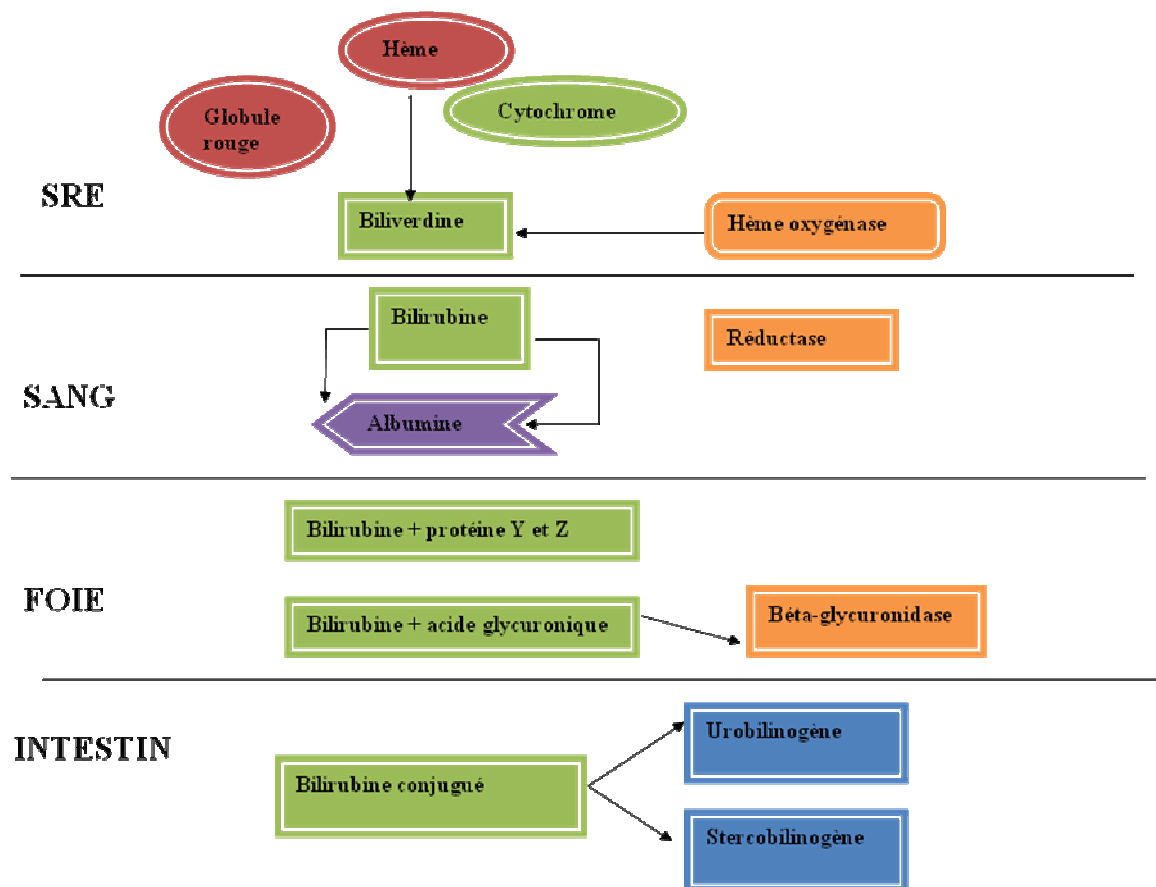 Hème
Cytochrome
Globule
rouge
SRE
Biliverdine
Hème oxygénase
Bilirubine
Réductase
SANG
Albumine
Bilirubine + protéine Y et Z
FOIE
Bilirubine + acide glycuronique
Béta-glycuronidase
INTESTIN
Urobilinogène
Bilirubine conjugué
Stercobilinogène